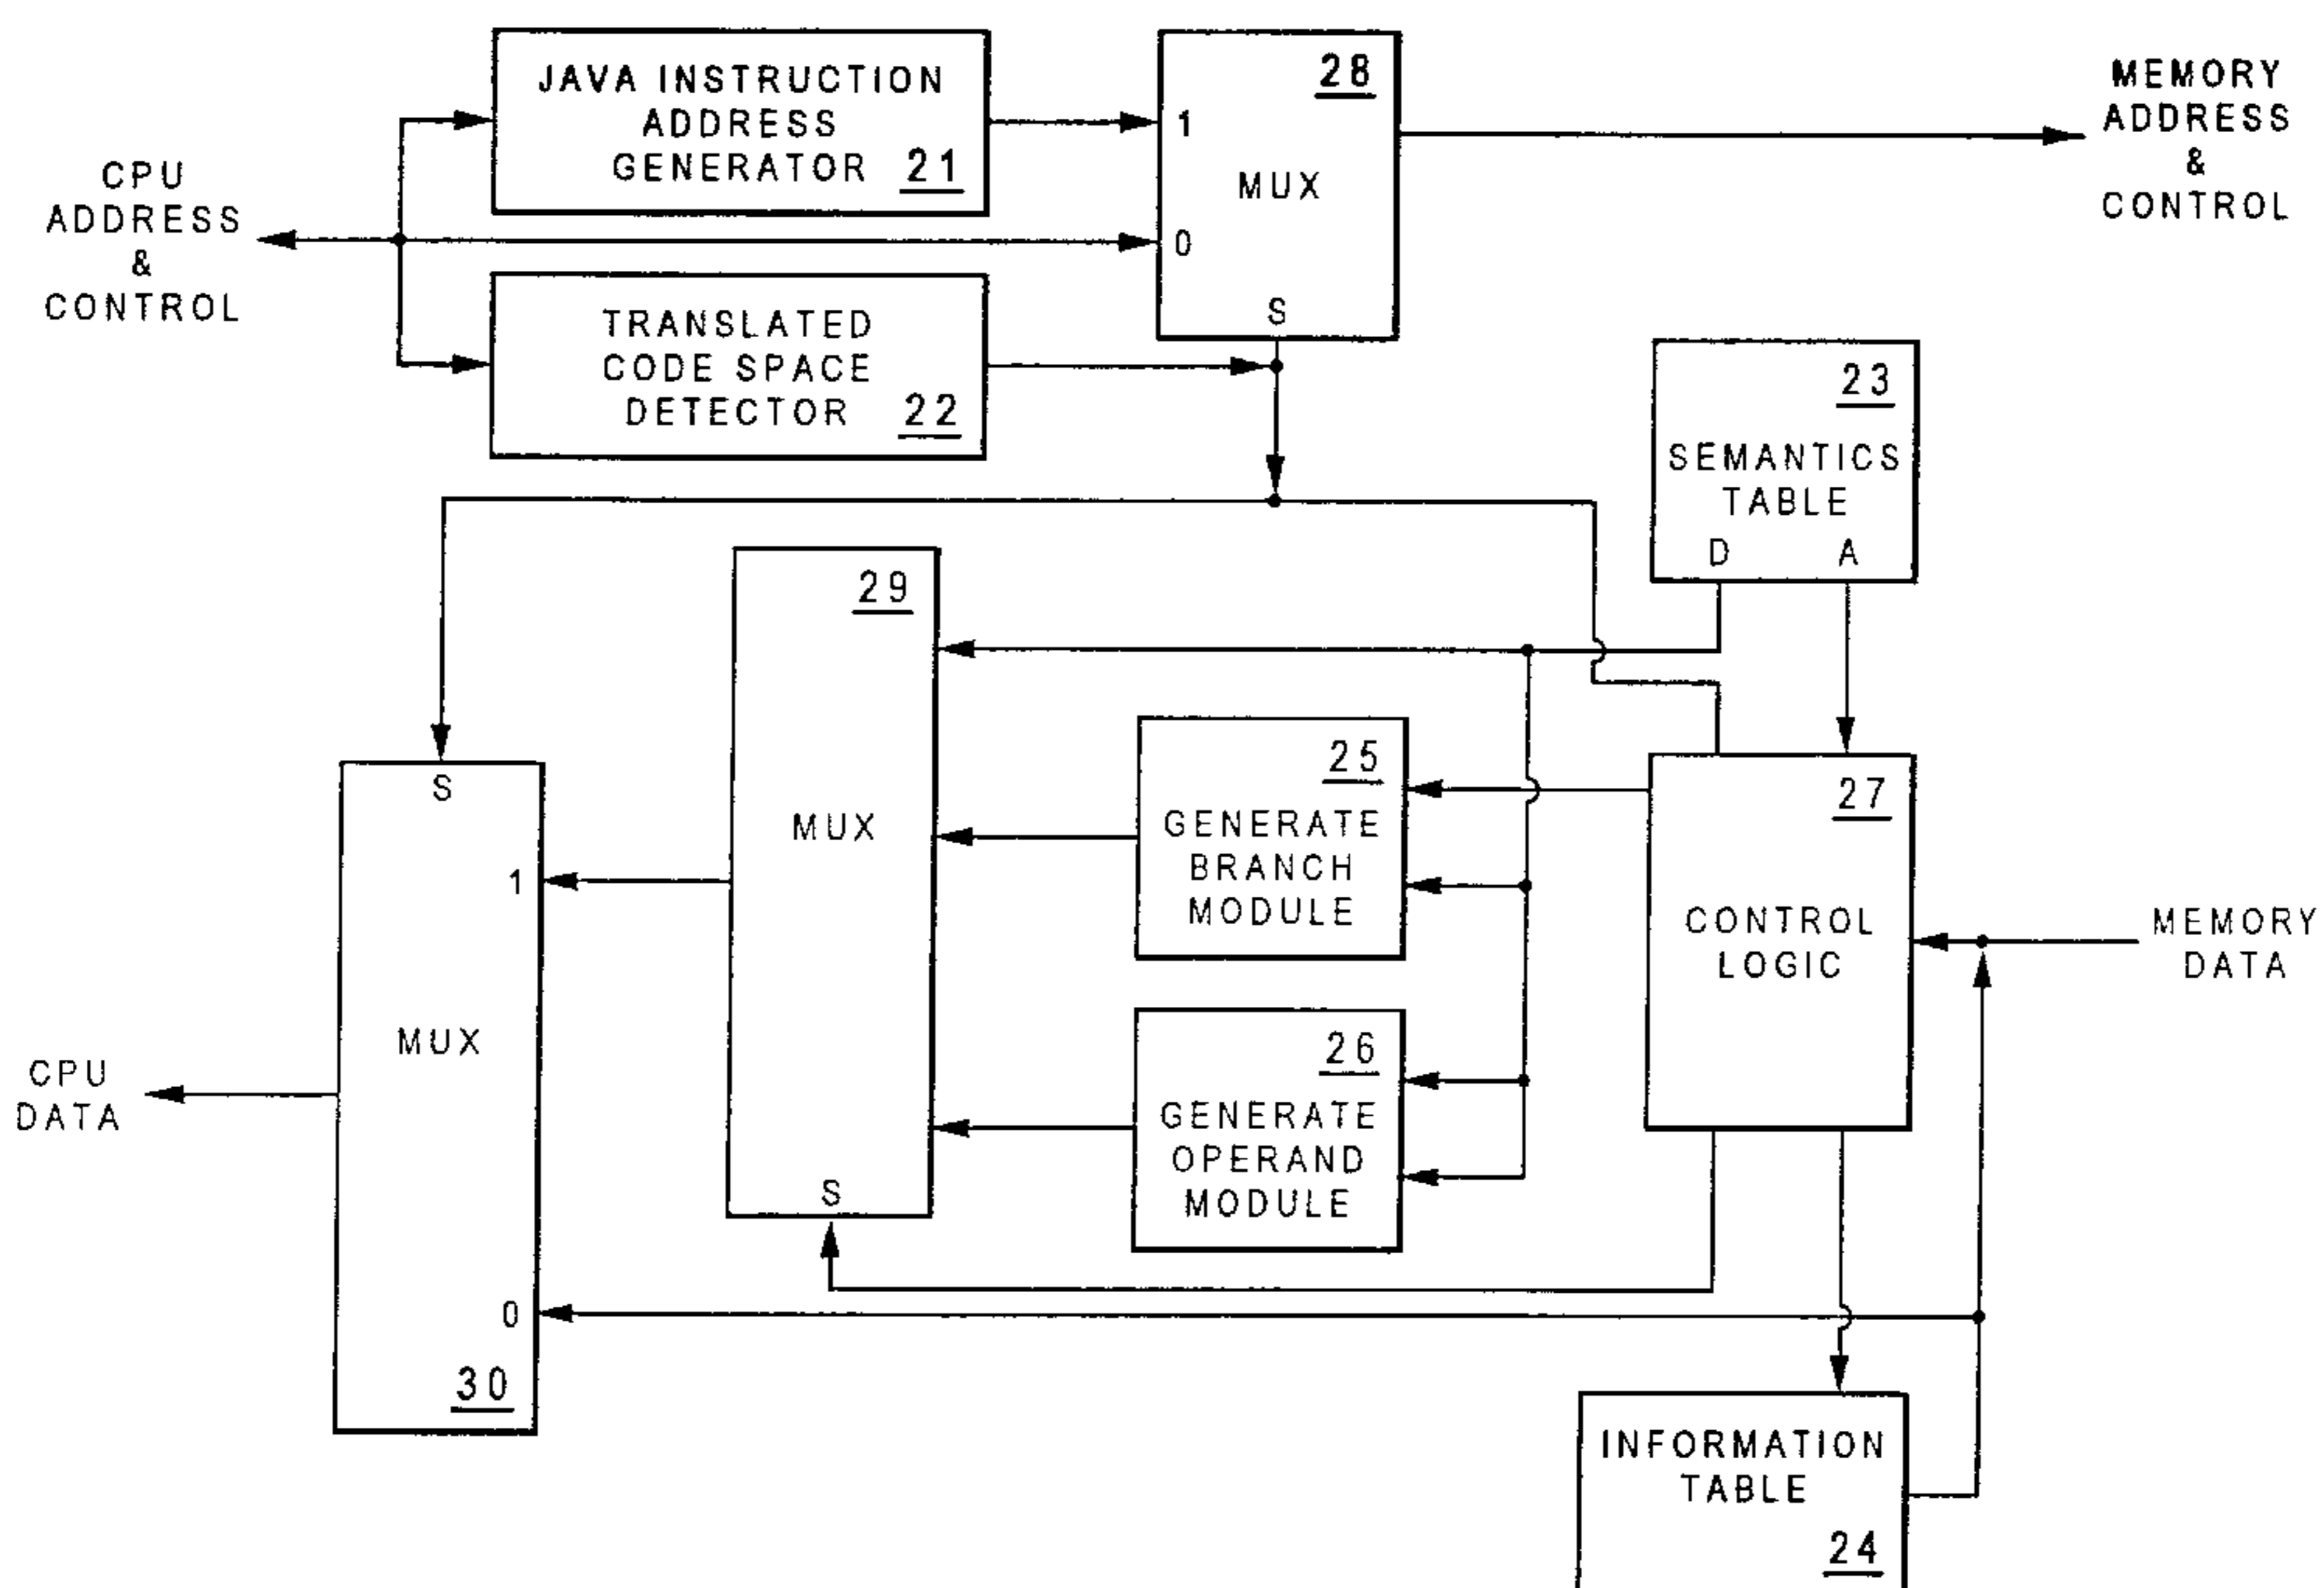 JAVA INSTRUCTION
ADDRESS
GENERATOR 21
28
1
MUX
0
S
MEMORY
ADDRESS
&
CONTROL
CPU
ADDRESS
&
CONTROL
TRANSLATED
CODE SPACE
DETECTOR 22
23
SEMANTICS
TABLE
D A
29
MUX
S
25
GENERATE
BRANCH
MODULE
27
CONTROL
LOGIC
MEMORY
DATA
S
1
MUX
0
30
CPU
DATA
26
GENERATE
OPERAND
MODULE
INFORMATION
TABLE
24